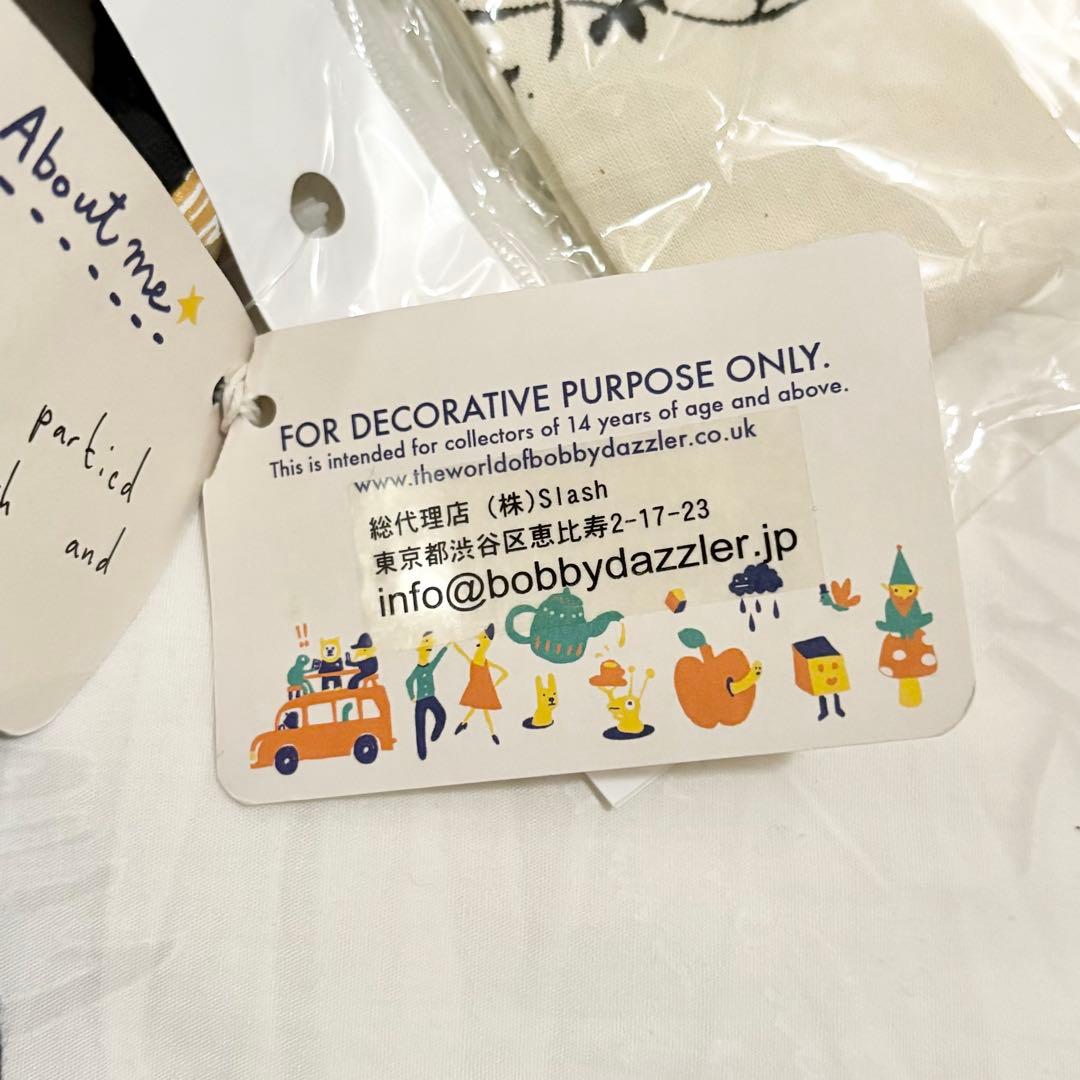 About me
partied
h
and
FOR DECORATIVE PURPOSE ONLY.
This is intended for collectors of 14 years of age and above.
www.theworldofbobbydazzler.co.uk
総代理店 (株)Slash
東京都渋谷区恵比寿2-17-23
info@bobbydazzler.jp
!!